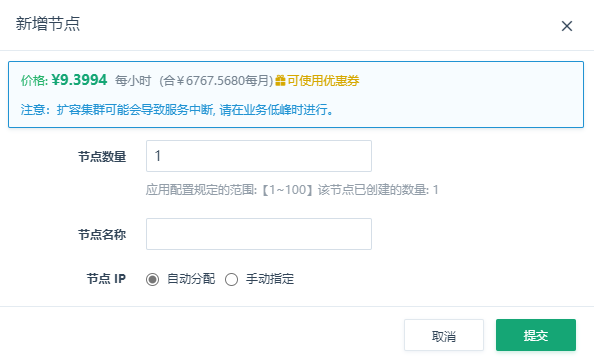 新增节点
价格: ¥9.3994 每小时 (合￥6767.5680每月) 可使用优惠券
注意：扩容集群可能会导致服务中断, 请在业务低峰时进行。
节点数量 1
应用配置规定的范围:【1~100】该节点已创建的数量: 1
节点名称
节点 IP 自动分配 手动指定
取消 提交